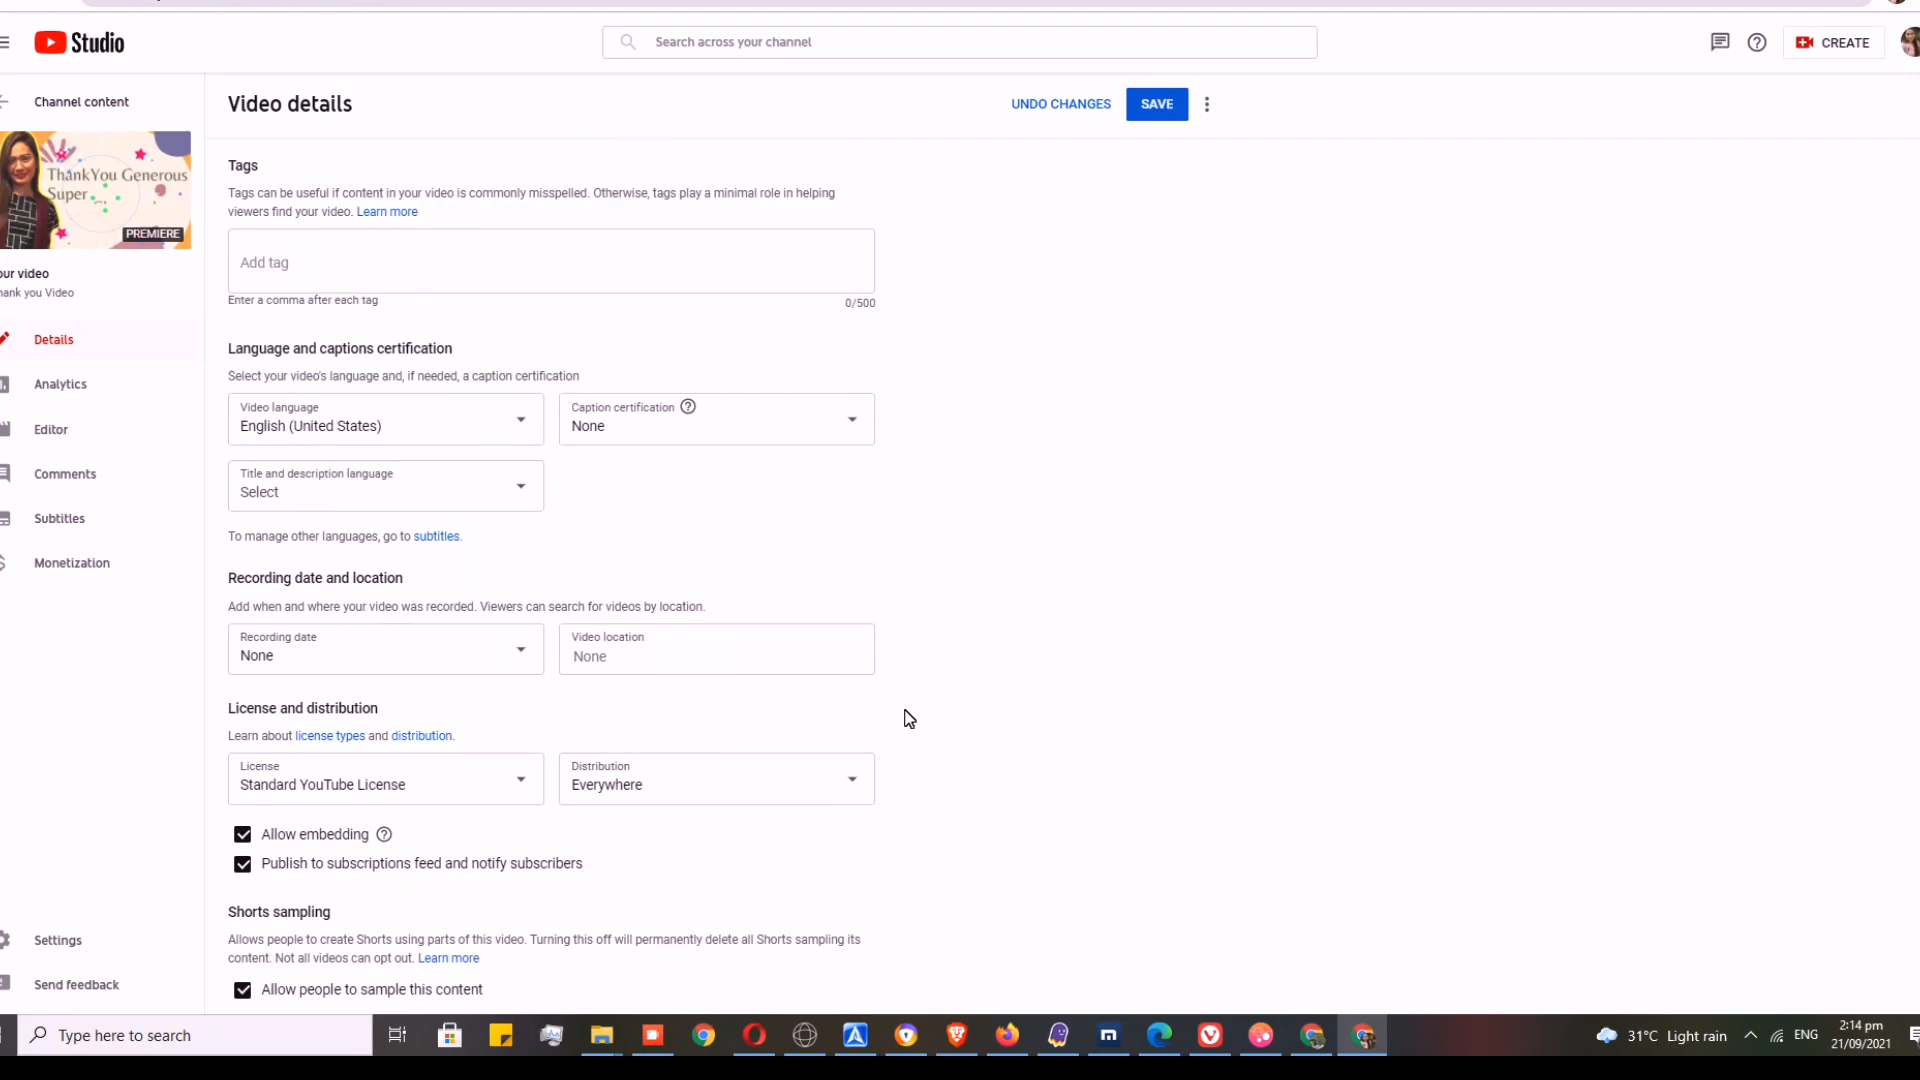 Studio
Search across your channel
CREATE
Channel content
Video details
UNDO CHANGES
SAVE
ThankYou Generous
Super
PREMIERE
our video
hank you Video
Details
Analytics
Editor
Comments
Subtitles
Monetization
Settings
Send feedback
Tags
Tags can be useful if content in your video is commonly misspelled. Otherwise, tags play a minimal role in helping
viewers find your video. Learn more
Add tag
Enter a comma after each tag
0/500
Language and captions certification
Select your video's language and, if needed, a caption certification
Video language
English (United States)
Caption certification
None
Title and description language
Select
To manage other languages, go to subtitles.
Recording date and location
Add when and where your video was recorded. Viewers can search for videos by location.
Recording date
None
Video location
None
License and distribution
Learn about license types and distribution.
License
Standard YouTube License
Distribution
Everywhere
Allow embedding
Publish to subscriptions feed and notify subscribers
Shorts sampling
Allows people to create Shorts using parts of this video. Turning this off will permanently delete all Shorts sampling its
content. Not all videos can opt out. Learn more
Allow people to sample this content
Type here to search
31°C Light rain
ENG
2:14 pm
21/09/2021